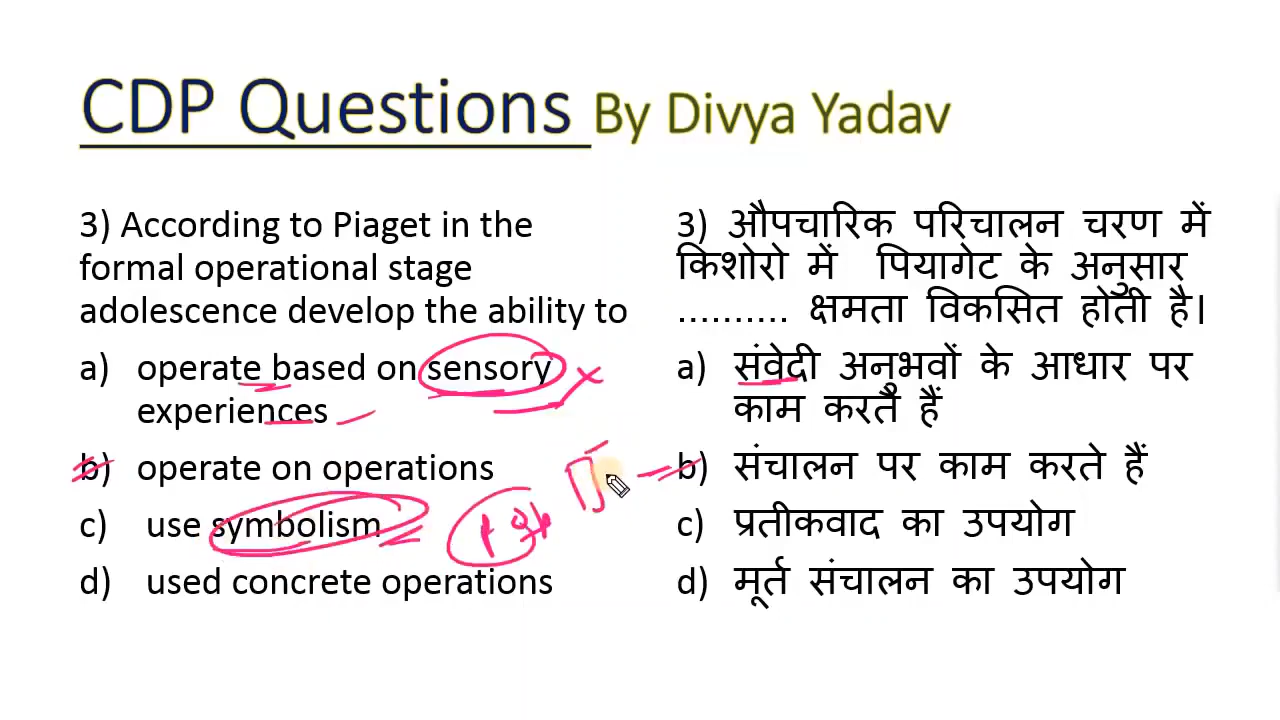 CDP Questions By Divya Yadav
3) According to Piaget in the
formal operational stage
adolescence develop the ability to
a) operate based on sensory
experiences
b) operate on operations
c) use symbolism
d) used concrete operations
3) औपचारिक परिचालन चरण में
किशोरो में पियागेट के अनुसार
.......... क्षमता विकसित होती है।
a) संवेदी अनुभवों के आधार पर
काम करते हैं
b) संचालन पर काम करते हैं
c) प्रतीकवाद का उपयोग
d) मूर्त संचालन का उपयोग